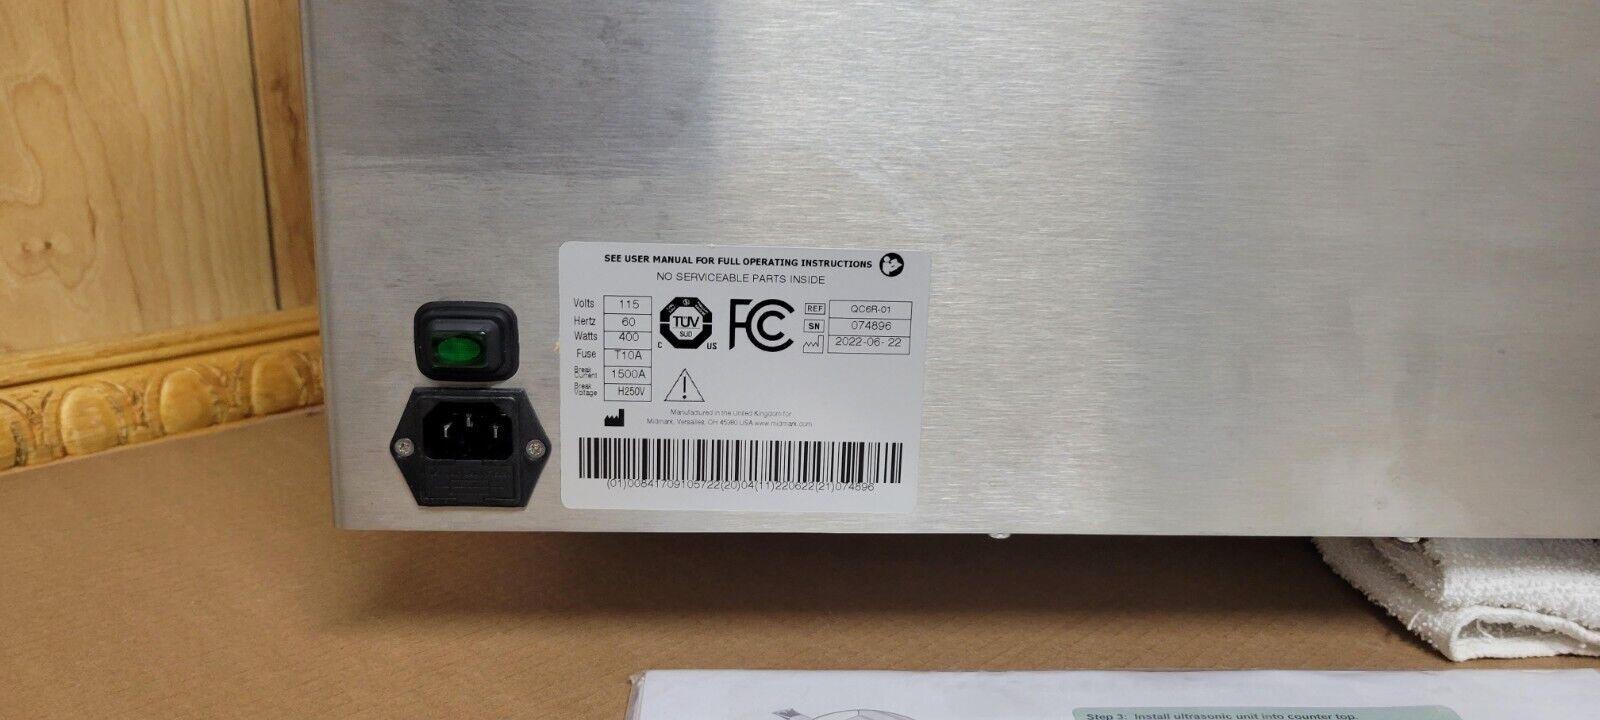 SEE USER MANUAL FOR FULL OPERATING INSTRUCTIONS
NO SERVICEABLE PARTS INSIDE
Volts 115
Hertz 60
Watts 400
Fuse T10A
Break Current 1500A
Break Voltage H250V
C TÜV SÜD US
FC
REF QC6R-01
SN 074896
2022-06-22
Manufactured in the United Kingdom for
Midmark, Versailles, OH 45380 USA www.midmark.com
(01)00841709105722(20)04(11)220622(21)074896
Step 3: Install ultrasonic unit into counter top.